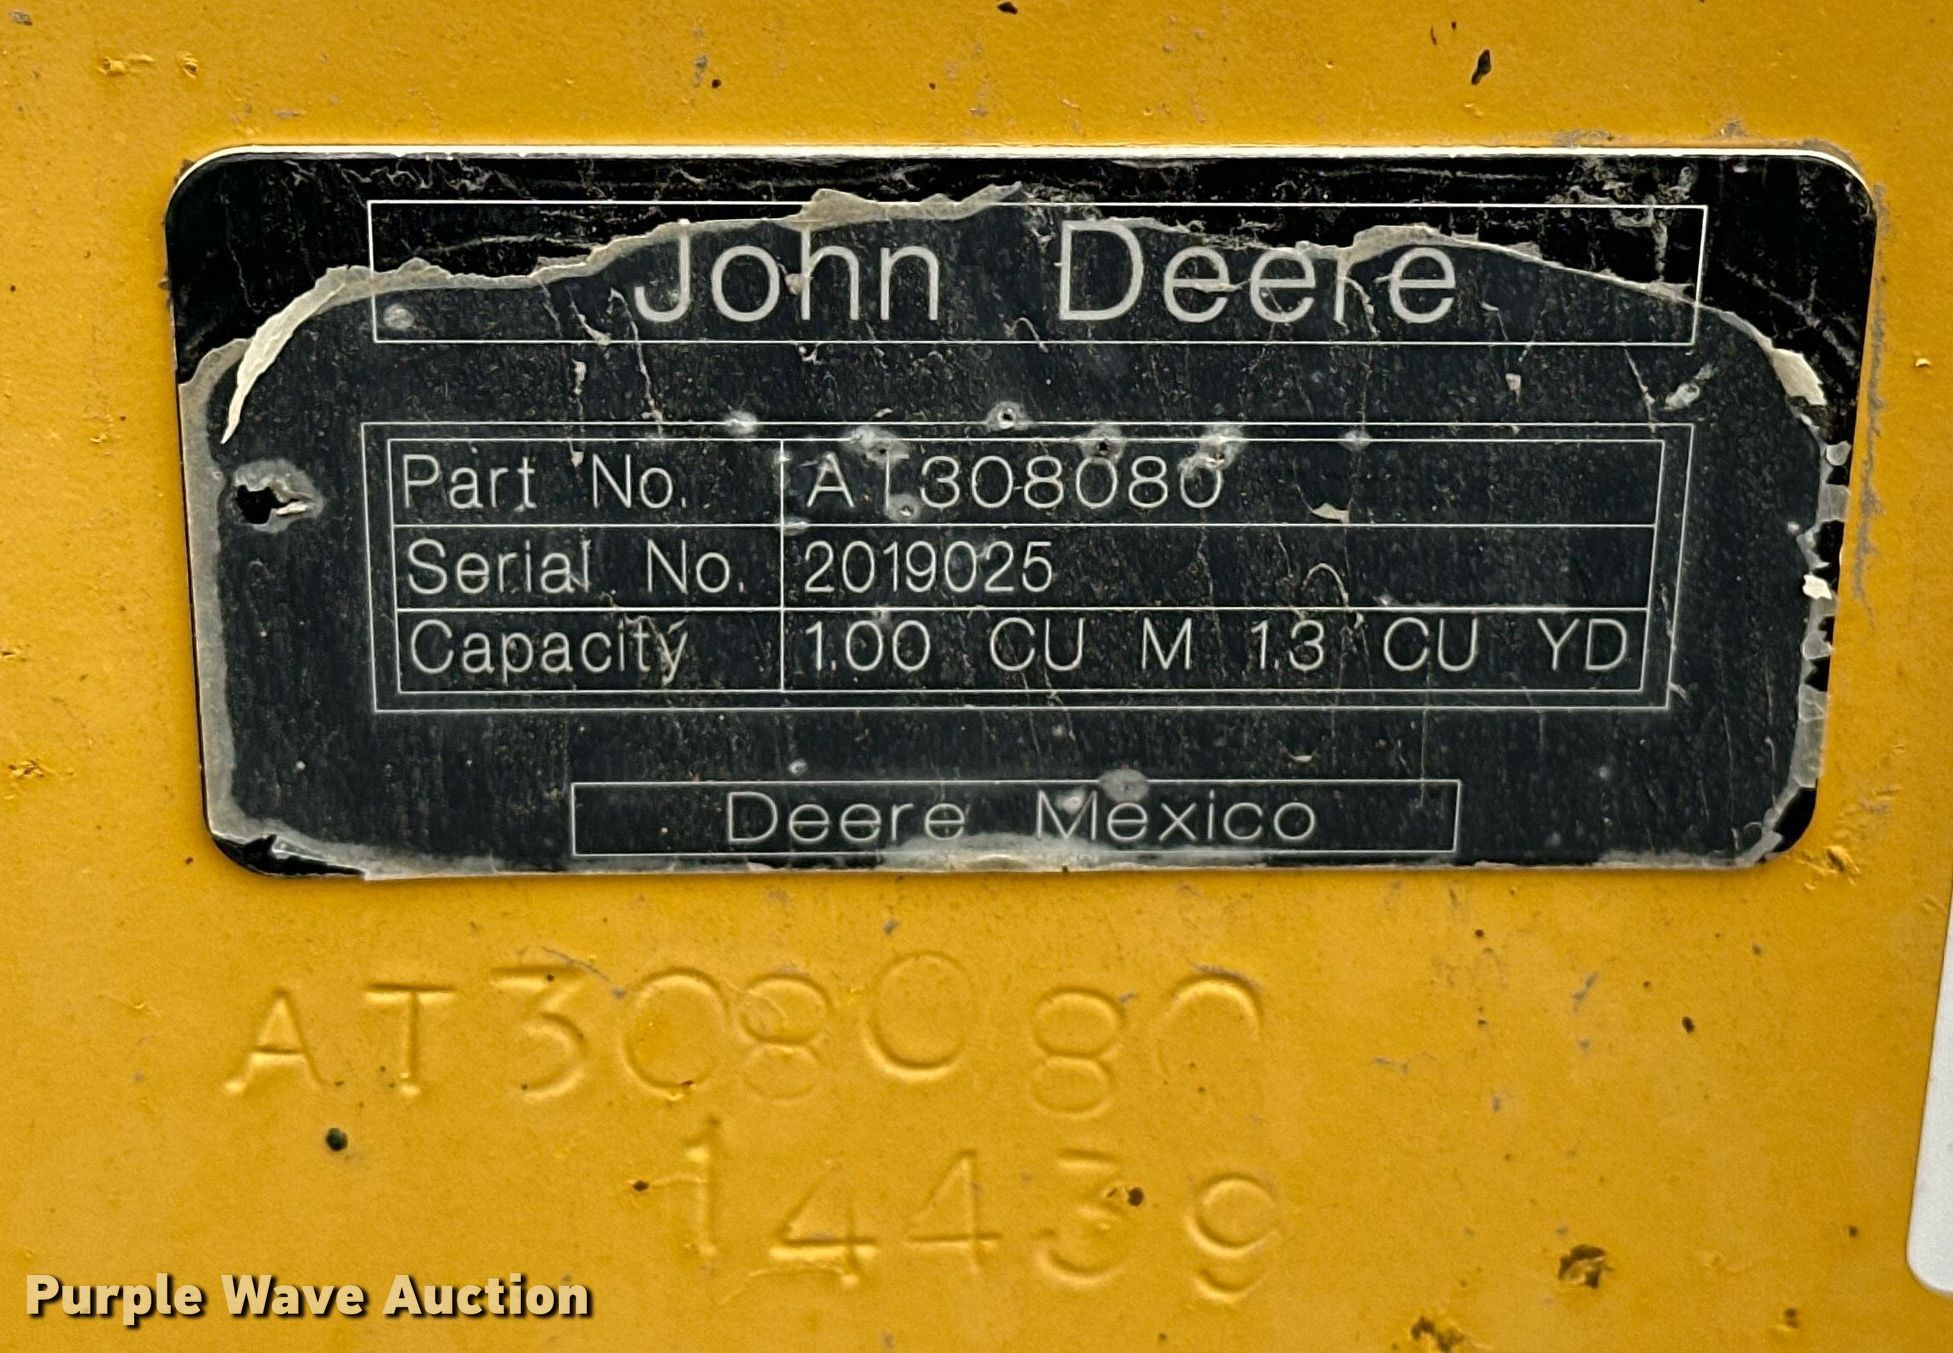 John Deere
Part No. AT308080
Serial No. 2019025
Capacity 1.00 CU M 1.3 CU YD
Deere Mexico
AT308080
14439
Purple Wave Auction